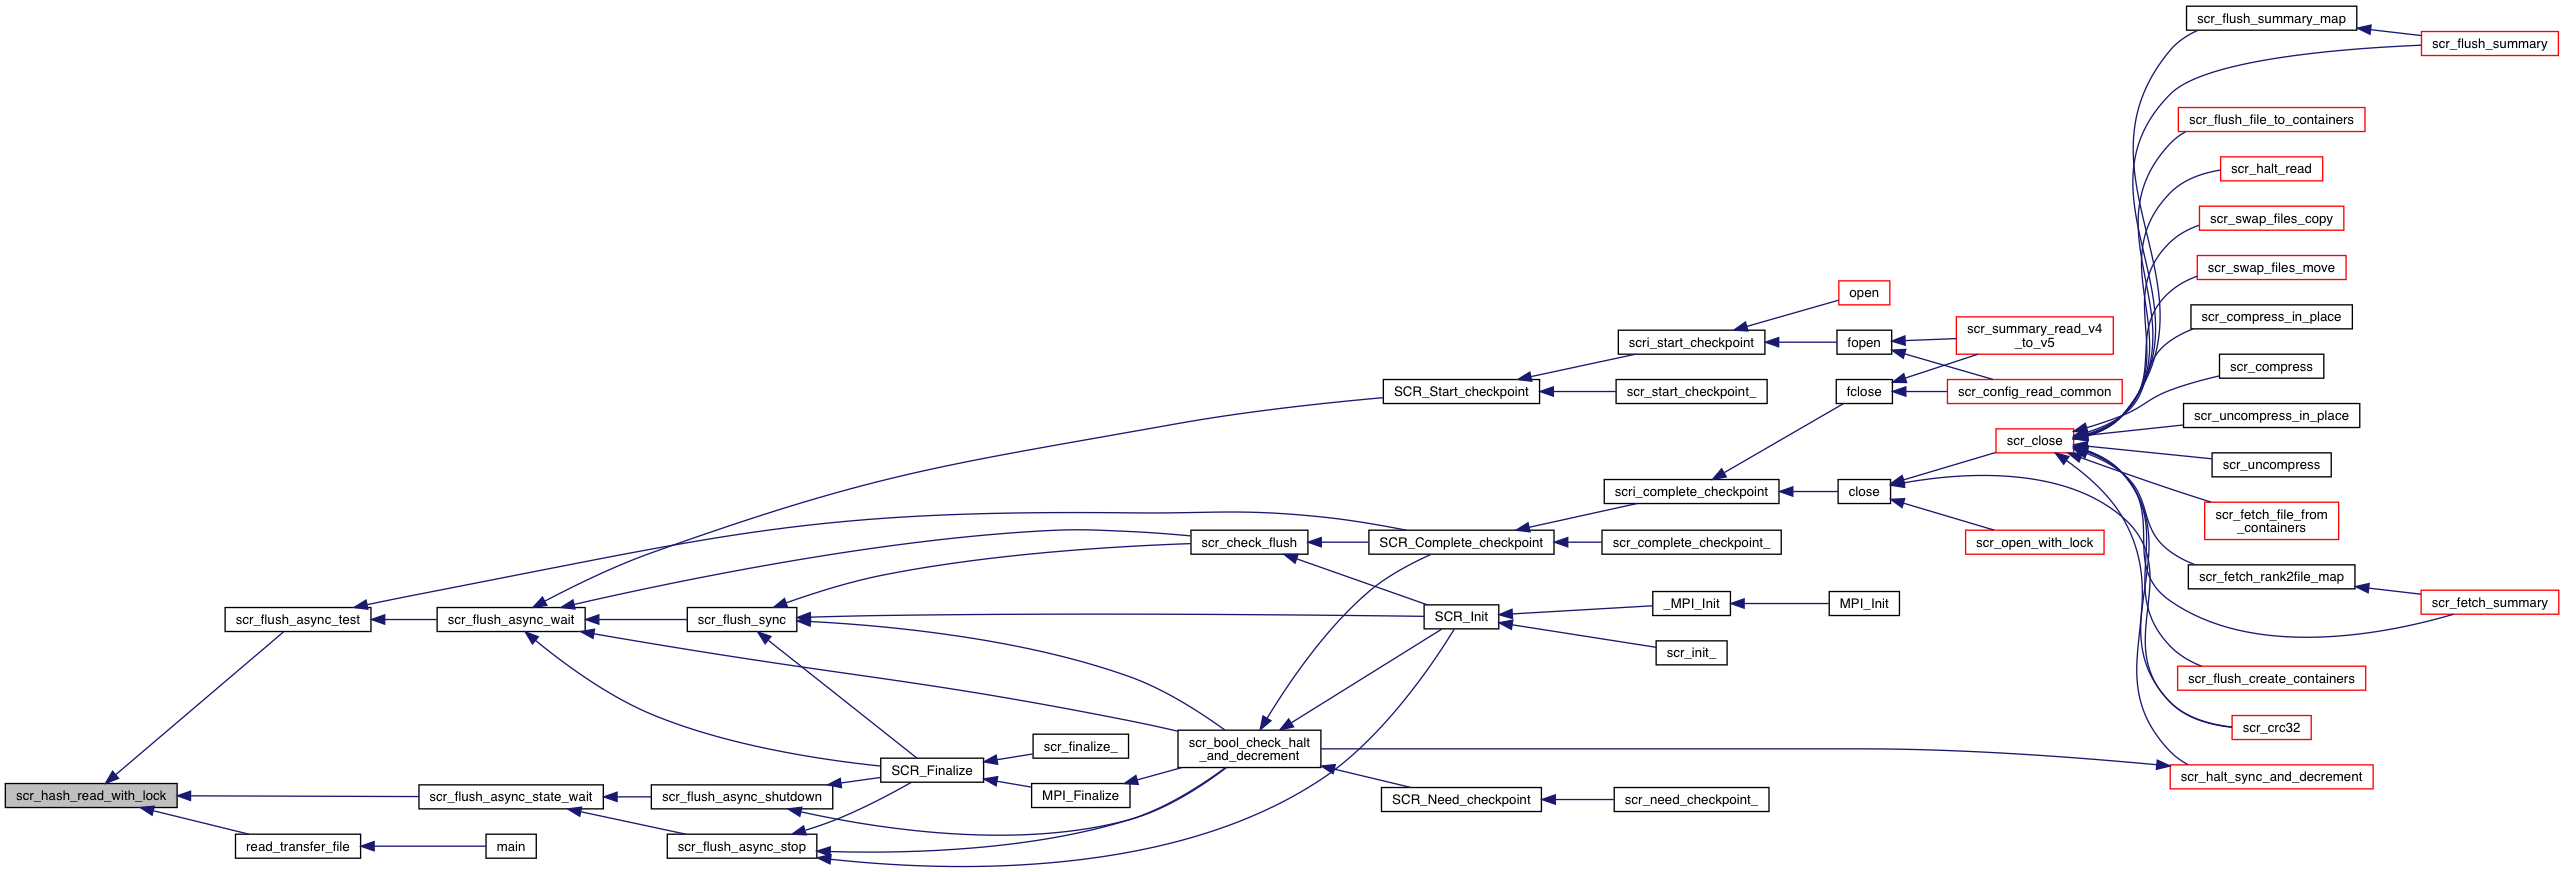 scr_flush_summary_map
scr_flush_summary
scr_flush_file_to_containers
scr_halt_read
scr_swap_files_copy
scr_swap_files_move
open
scr_compress_in_place
scr_summary_read_v4
_to_v5
scri_start_checkpoint
fopen
scr_compress
SCR_Start_checkpoint
scr_start_checkpoint_
fclose
scr_config_read_common
scr_uncompress_in_place
scr_close
scr_uncompress
scri_complete_checkpoint
close
scr_fetch_file_from
_containers
scr_check_flush
SCR_Complete_checkpoint
scr_complete_checkpoint_
scr_open_with_lock
scr_fetch_rank2file_map
scr_fetch_summary
_MPI_Init
MPI_Init
scr_flush_async_test
scr_flush_async_wait
scr_flush_sync
SCR_Init
scr_init_
scr_flush_create_containers
scr_crc32
scr_finalize_
scr_bool_check_halt
_and_decrement
SCR_Finalize
scr_halt_sync_and_decrement
scr_hash_read_with_lock
scr_flush_async_state_wait
scr_flush_async_shutdown
MPI_Finalize
SCR_Need_checkpoint
scr_need_checkpoint_
read_transfer_file
main
scr_flush_async_stop